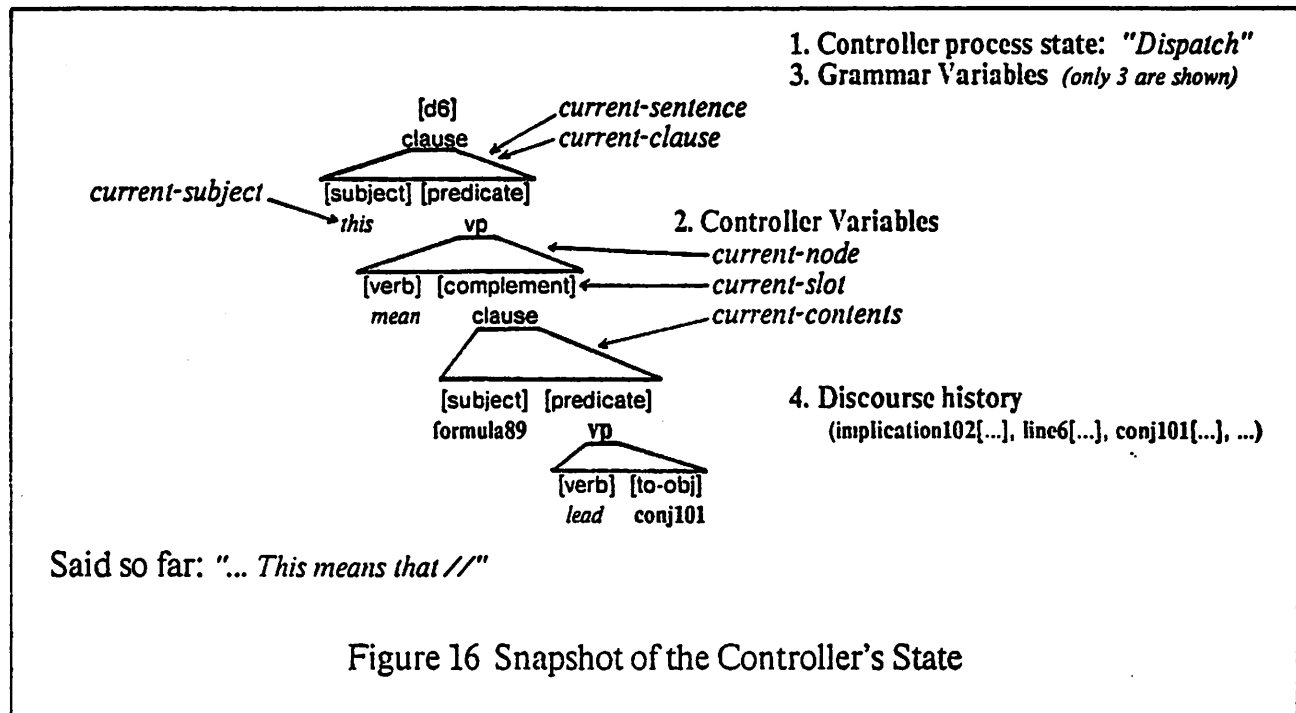 1. Controller process state: "Dispatch"
3. Grammar Variables (only 3 are shown)
[d6]
current-sentence
clause
current-clause
current-subject
[subject] [predicate]
this
vp
2. Controller Variables
current-node
[verb] [complement]
current-slot
mean
clause
current-contents
[subject] [predicate]
formula89
vp
4. Discourse history
(implication102[...], line6[...], conj101[...], ...)
[verb] [to-obj]
lead conj101
Said so far: "... This means that //"
Figure 16 Snapshot of the Controller's State